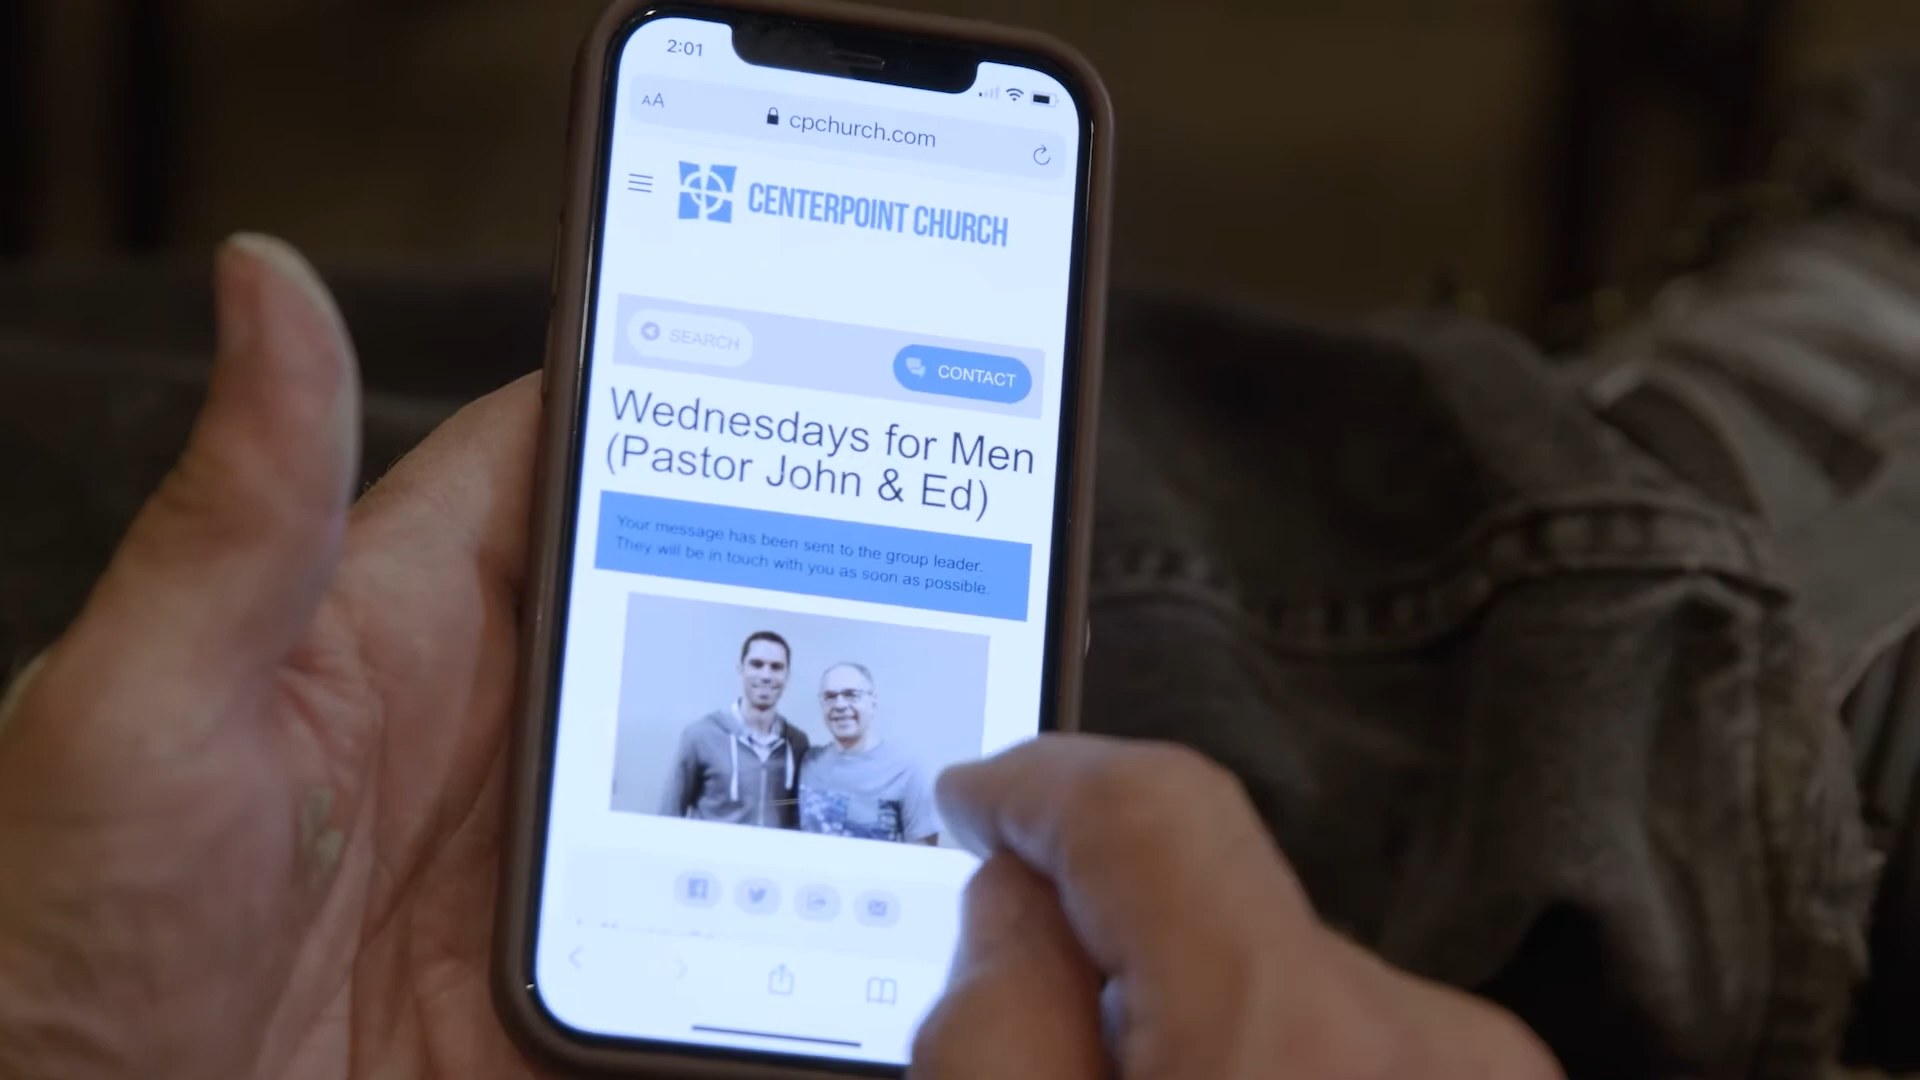 2:01
AA
cpchurch.com
CENTERPOINT CHURCH
SEARCH
CONTACT
Wednesdays for Men
(Pastor John & Ed)
Your message has been sent to the group leader.
They will be in touch with you as soon as possible.